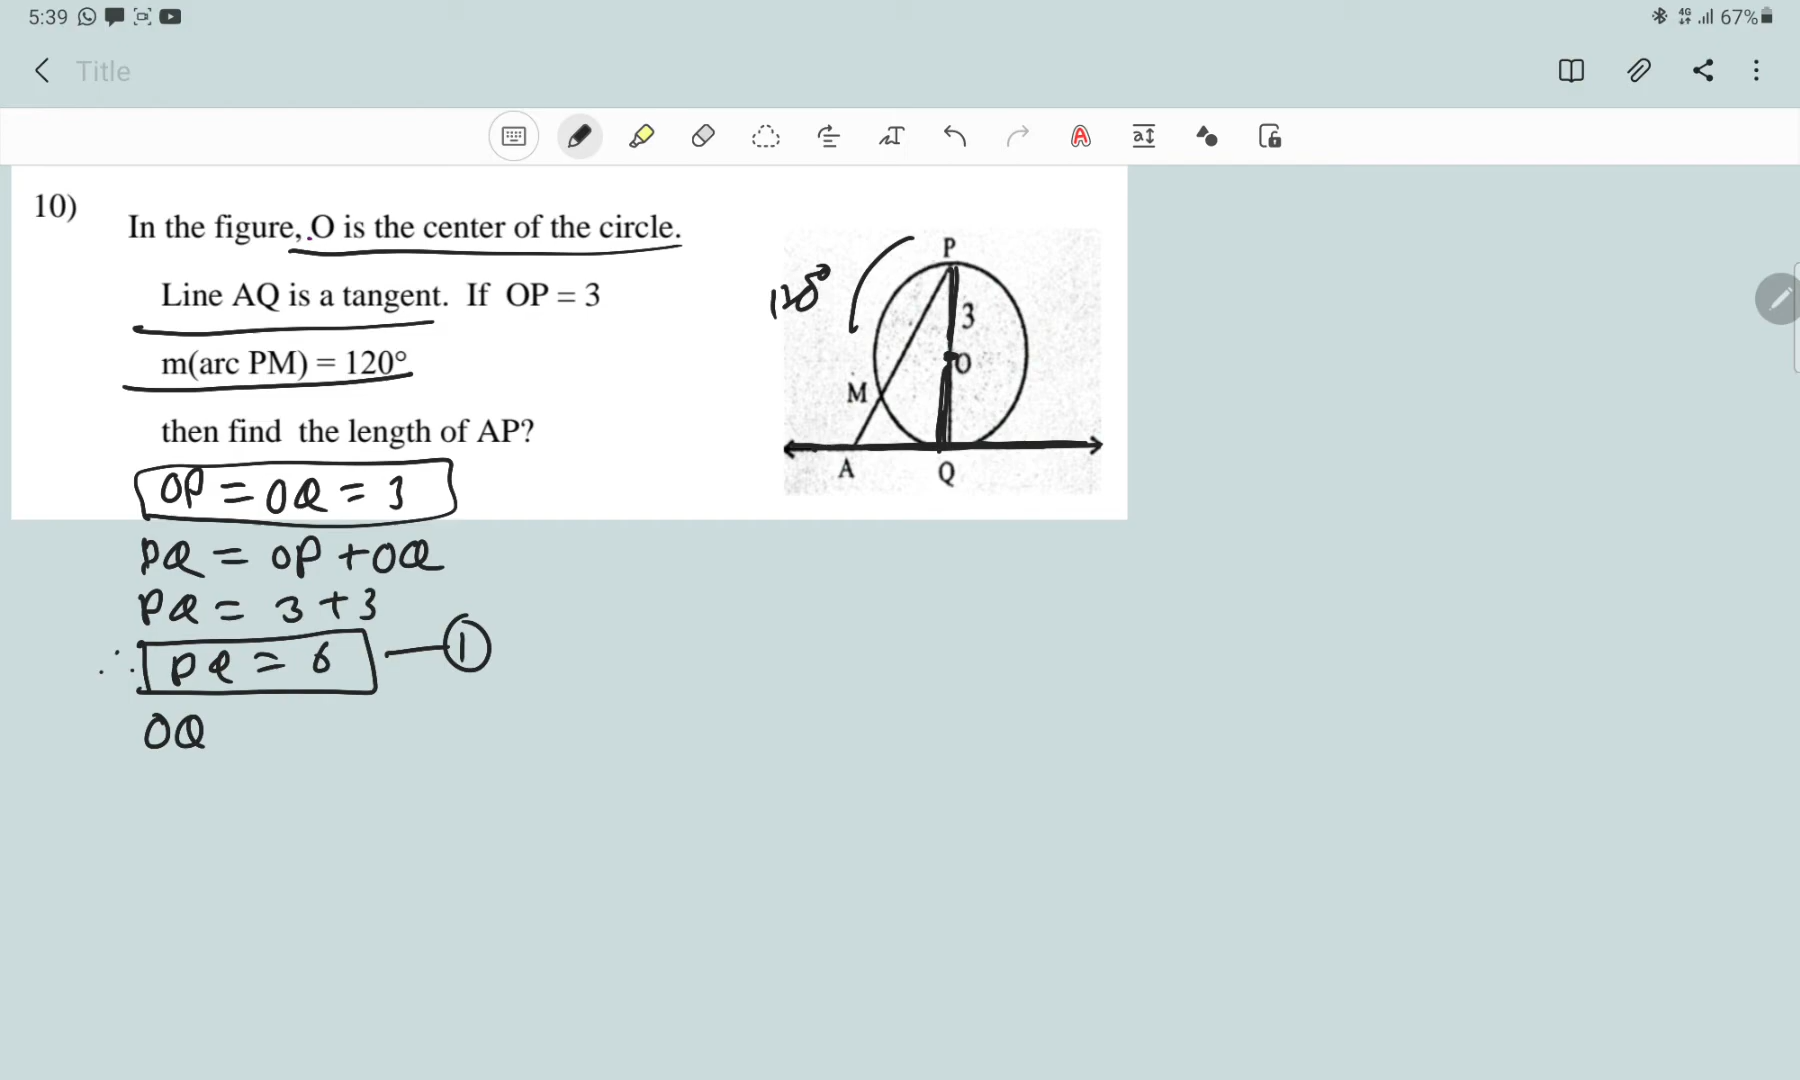 5:39
4G 67%
Title
10)
In the figure, O is the center of the circle.
Line AQ is a tangent. If OP = 3
m(arc PM) = 120°
then find the length of AP?
120°
P
3
O
M
A
Q
OP = OQ = 3
PQ = OP + OQ
PQ = 3 + 3
∴ PQ = 6 — ①
OQ